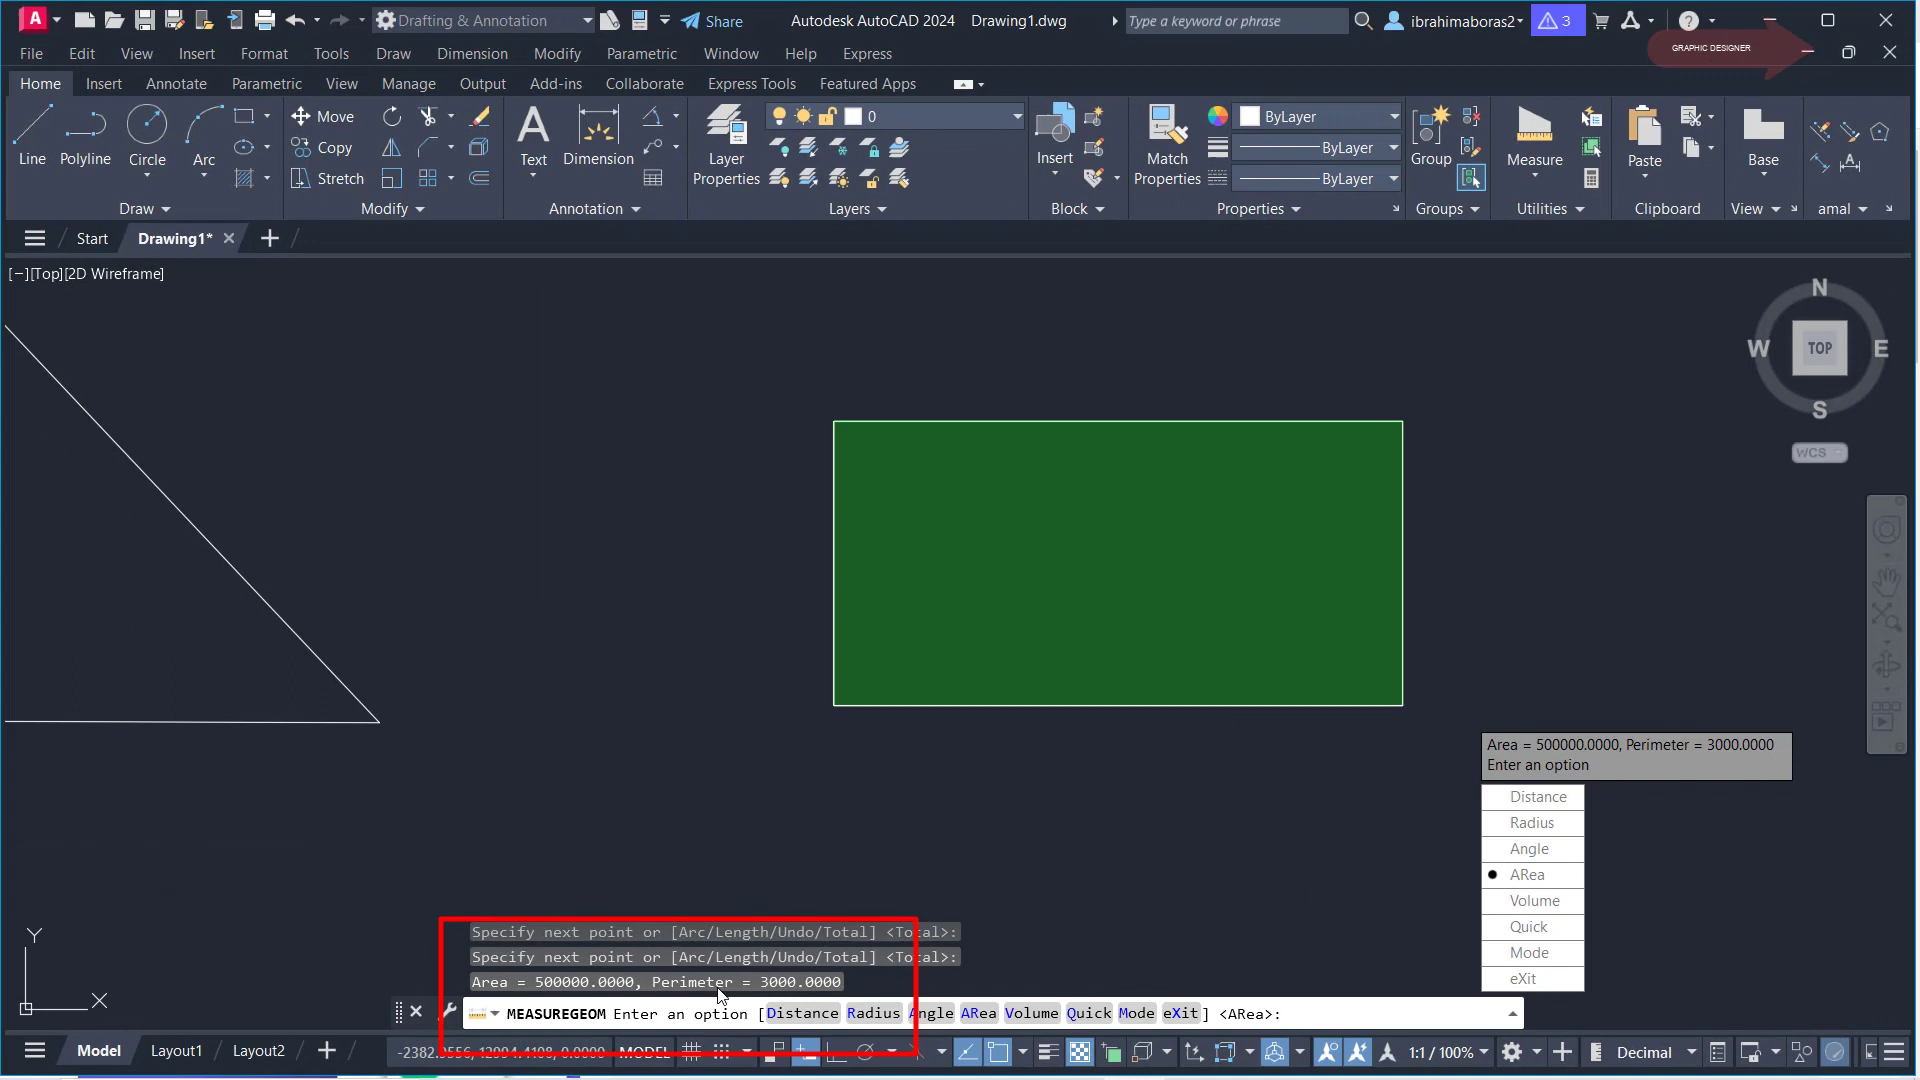 A Drafting & Annotation Share Autodesk AutoCAD 2024 Drawing1.dwg Type a keyword or phrase ibrahimaboras2 3 ?
File Edit View Insert Format Tools Draw Dimension Modify Parametric Window Help Express
GRAPHIC DESIGNER
Home Insert Annotate Parametric View Manage Output Add-ins Collaborate Express Tools Featured Apps
Line Polyline Circle Arc
Move
Copy
Stretch
A
Text Dimension
Layer
Properties
0
Insert
Match
Properties
ByLayer
ByLayer
ByLayer
Group
Measure
Paste
Base
Draw Modify Annotation Layers Block Properties Groups Utilities Clipboard View amal
Start Drawing1*
[−][Top][2D Wireframe]
N
W TOP E
S
WCS
Area = 500000.0000, Perimeter = 3000.0000
Enter an option
Distance
Radius
Angle
ARea
Volume
Quick
Mode
eXit
Y
X
Specify next point or [Arc/Length/Undo/Total] <Total>:
Specify next point or [Arc/Length/Undo/Total] <Total>:
Area = 500000.0000, Perimeter = 3000.0000
MEASUREGEOM Enter an option [Distance Radius Angle ARea Volume Quick Mode eXit] <ARea>:
Model Layout1 Layout2 MODEL 1:1 / 100% Decimal